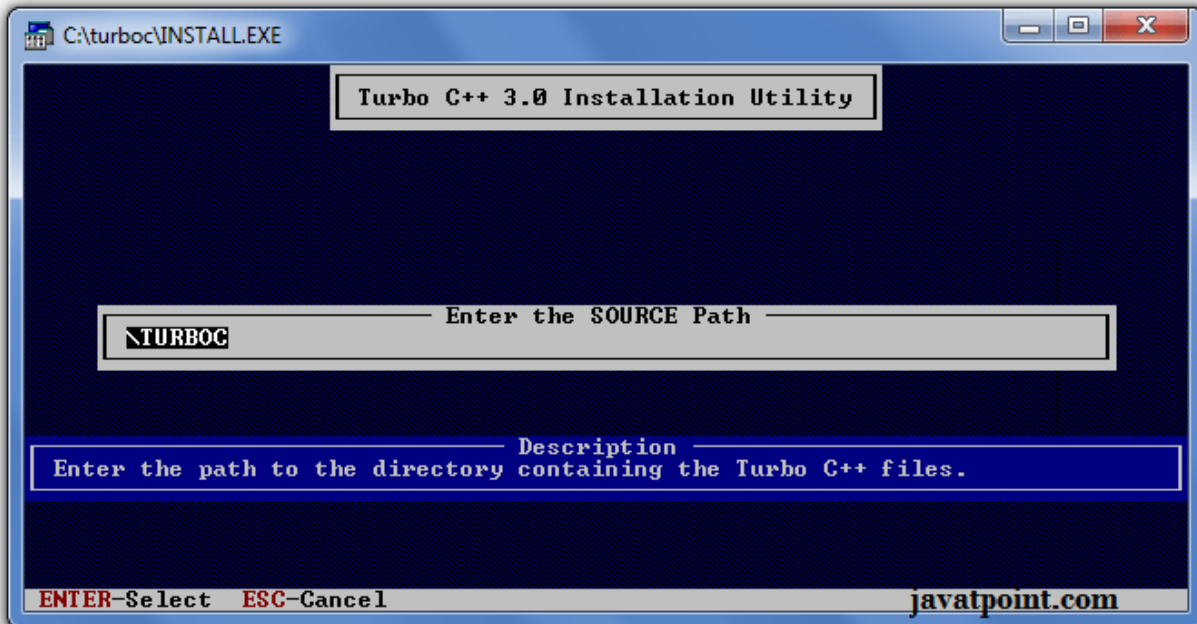 C:\turboc\INSTALL.EXE
Turbo C++ 3.0 Installation Utility
Enter the SOURCE Path
\TURBOC
Description
Enter the path to the directory containing the Turbo C++ files.
ENTER-Select ESC-Cancel
javatpoint.com